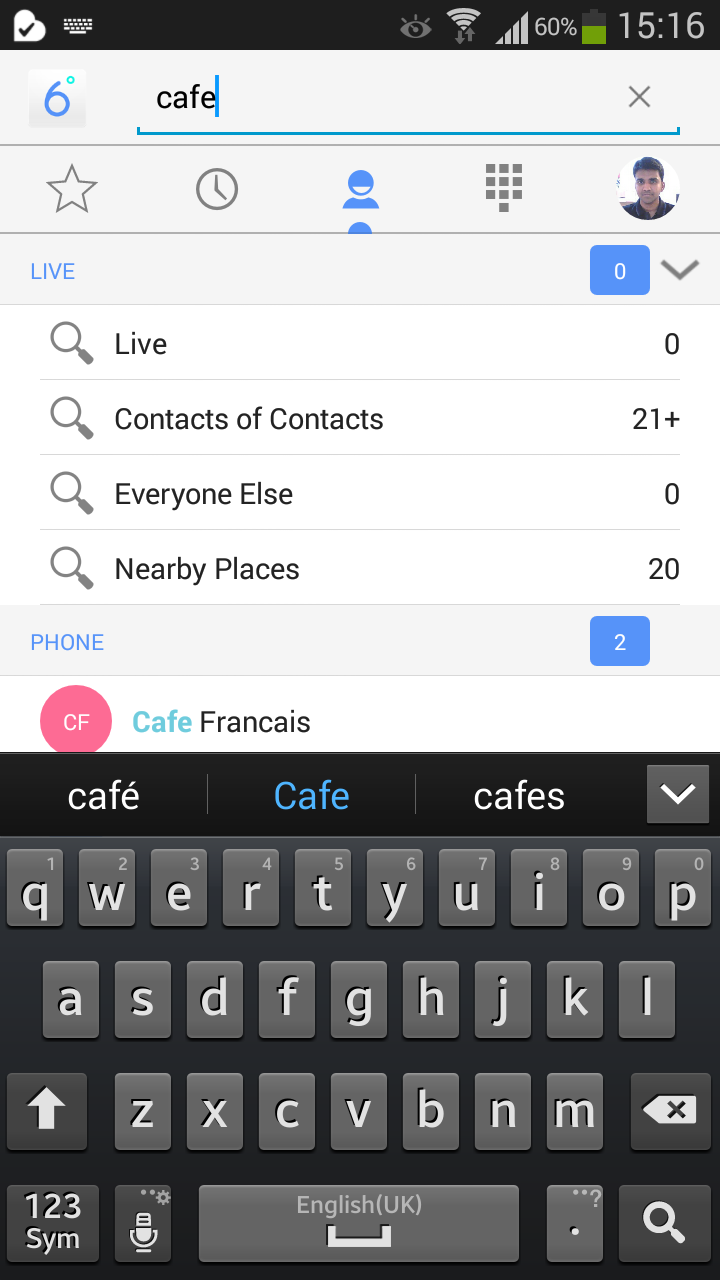 60% 15:16
6° cafe
LIVE 0
Live 0
Contacts of Contacts 21+
Everyone Else 0
Nearby Places 20
PHONE 2
CF Cafe Francais
café Cafe cafes
1 2 3 4 5 6 7 8 9 0
q w e r t y u i o p
a s d f g h j k l
z x c v b n m
123 English(UK) ?
Sym .